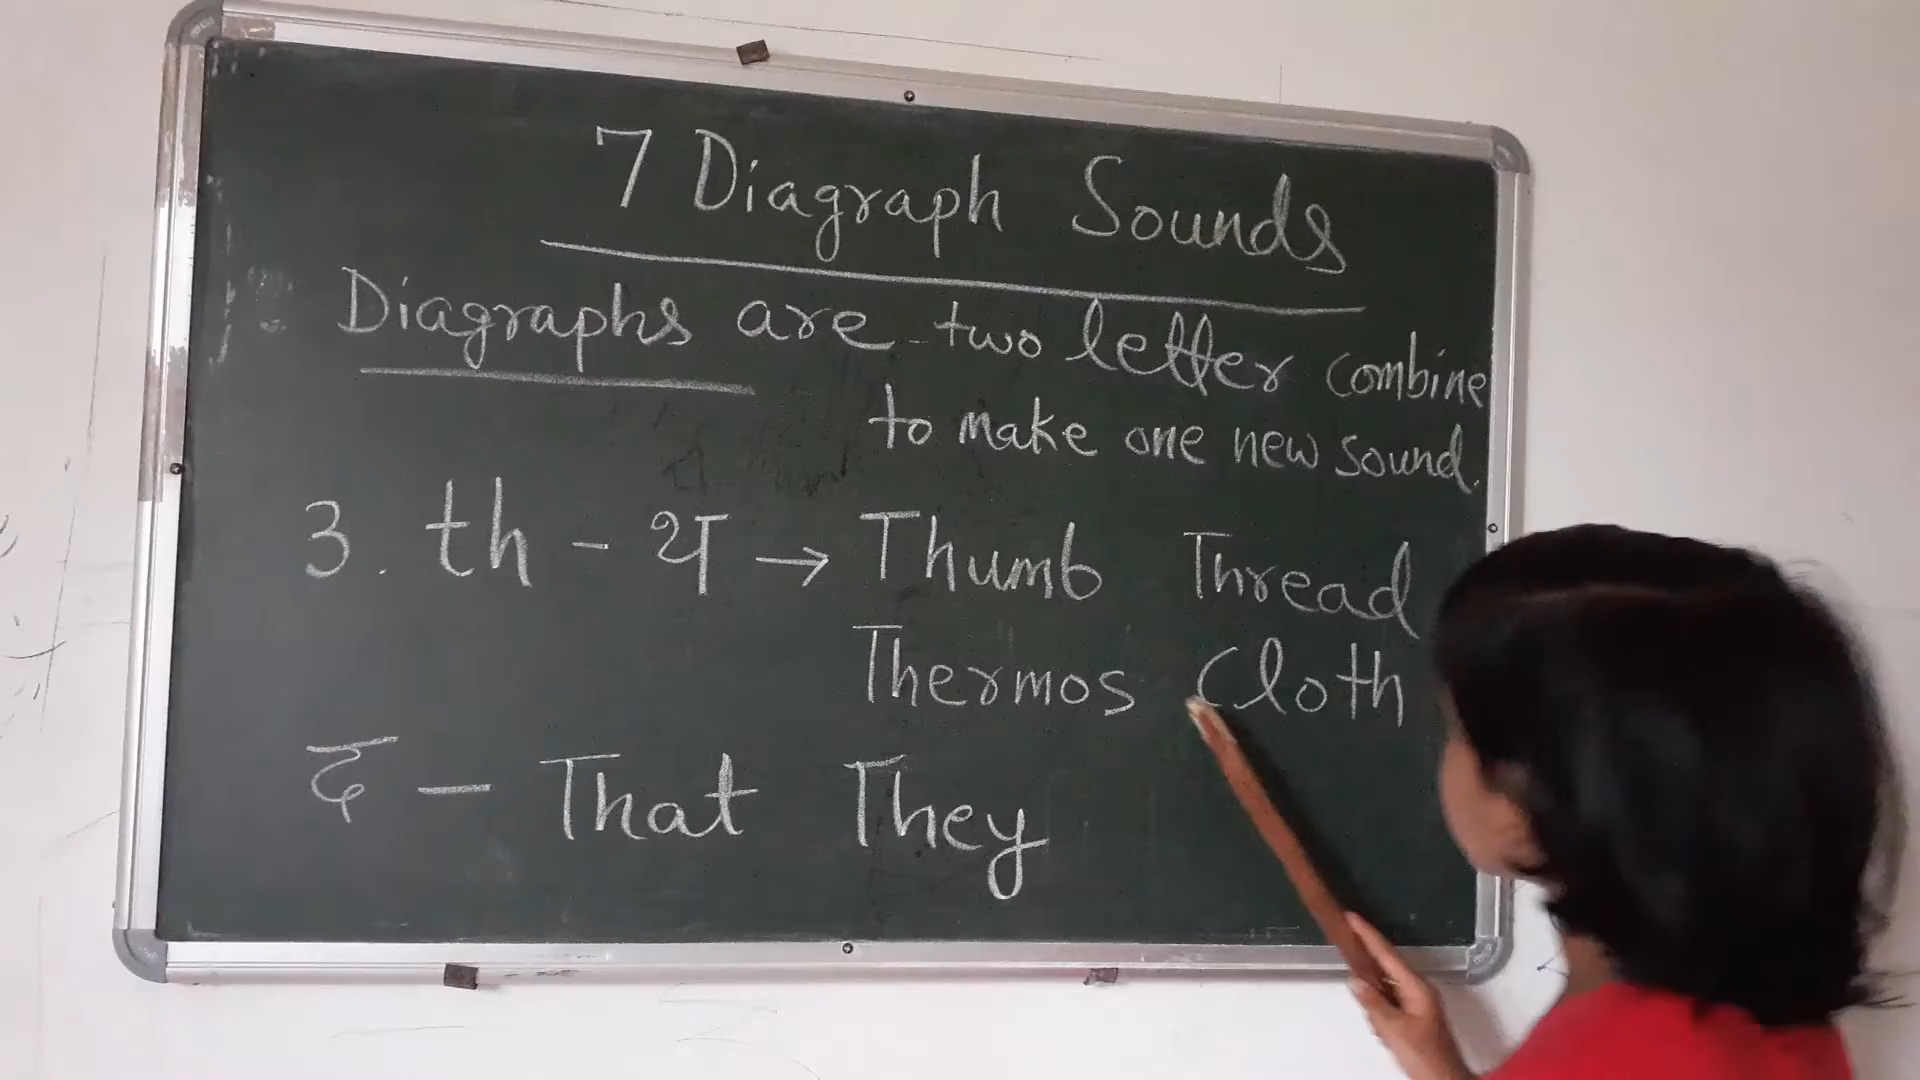 7 Diagraph Sounds
Diagraphs are two letter combine
to make one new sound.
3. th - थ → Thumb Thread
Thermos Cloth
द — That They